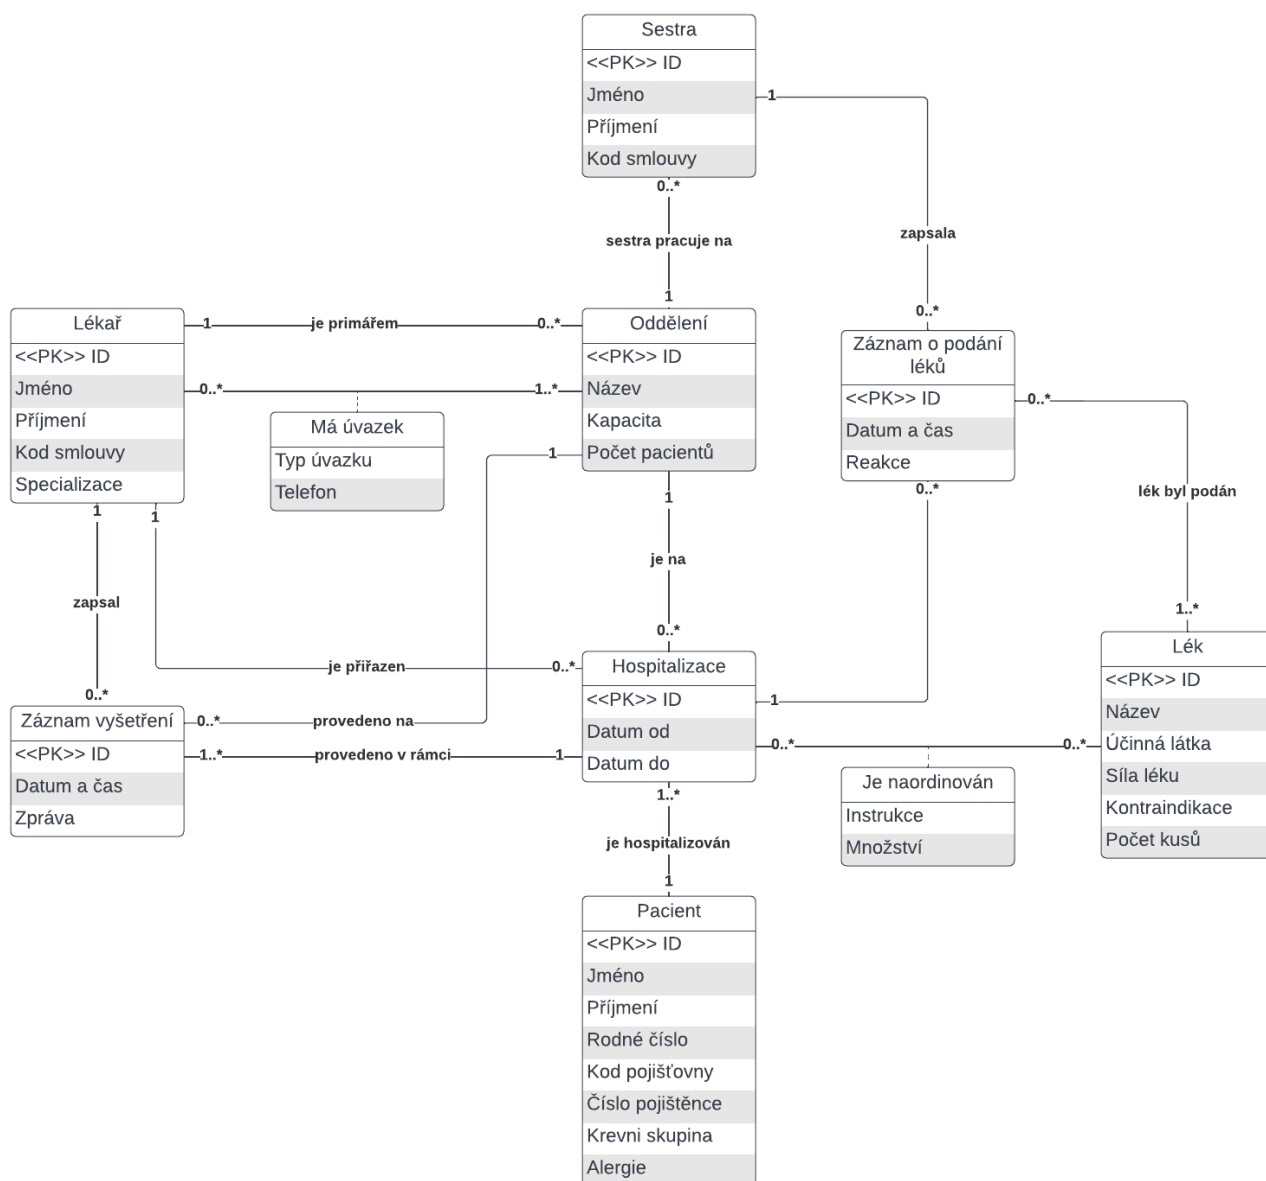 Sestra
<<PK>> ID
Jméno
Příjmení
Kod smlouvy
1
0..*
sestra pracuje na
zapsala
1
0..*
Lékař
<<PK>> ID
Jméno
Příjmení
Kod smlouvy
Specializace
1
je primářem
0..*
0..*
1..*
Má úvazek
Typ úvazku
Telefon
Oddělení
<<PK>> ID
Název
Kapacita
Počet pacientů
1
Záznam o podání
léků
<<PK>> ID
Datum a čas
Reakce
0..*
0..*
lék byl podán
1..*
1
1
1
je na
zapsal
0..*
0..*
je přiřazen
0..*
Záznam vyšetření
<<PK>> ID
Datum a čas
Zpráva
0..*
provedeno na
1..*
provedeno v rámci
1
Hospitalizace
<<PK>> ID
Datum od
Datum do
1
0..*
0..*
Je naordinován
Instrukce
Množství
Lék
<<PK>> ID
Název
Účinná látka
Síla léku
Kontraindikace
Počet kusů
1..*
je hospitalizován
1
Pacient
<<PK>> ID
Jméno
Příjmení
Rodné číslo
Kod pojišťovny
Číslo pojištěnce
Krevni skupina
Alergie